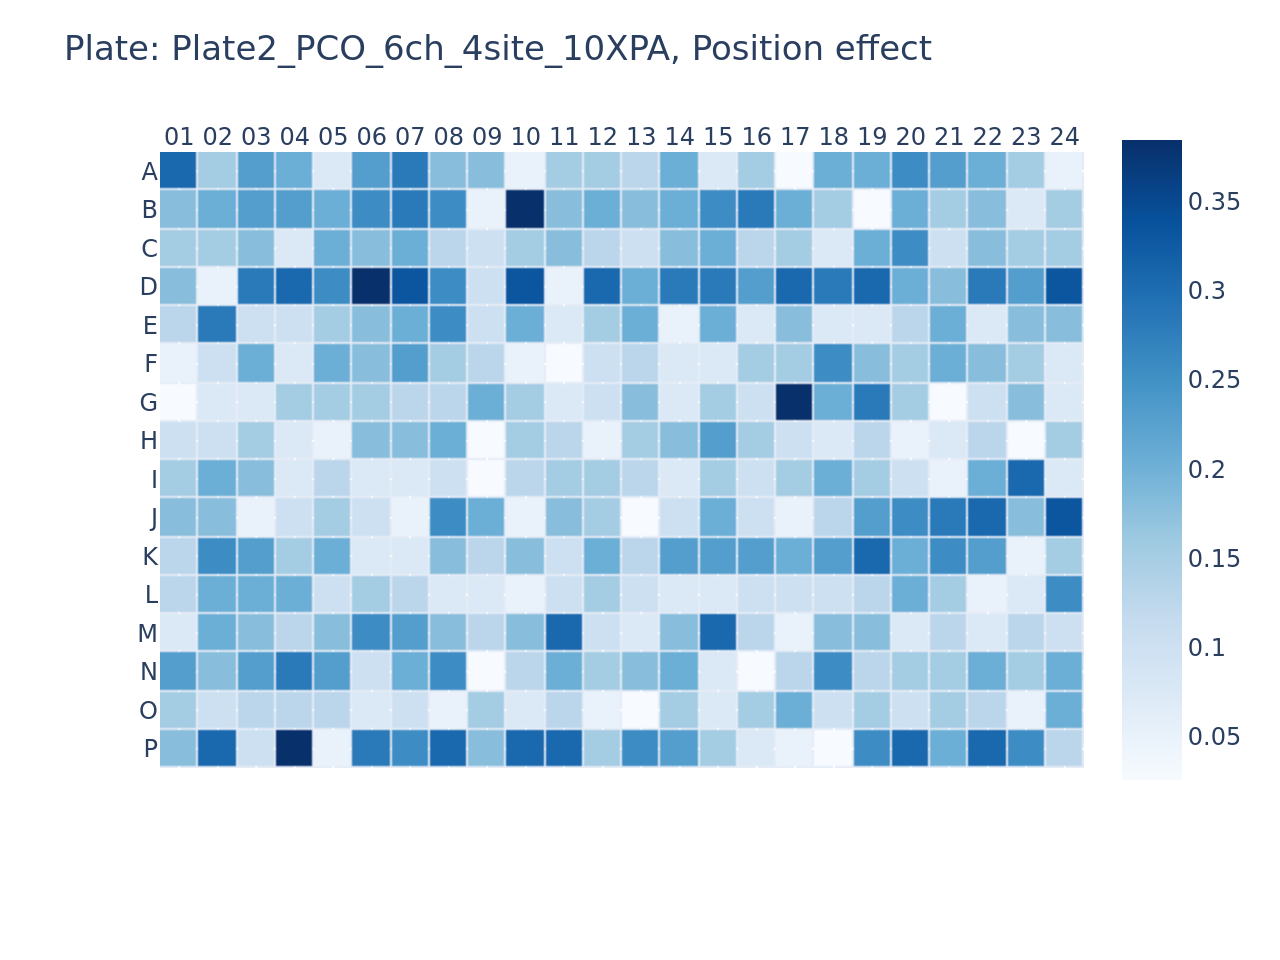 Plate: Plate2_PCO_6ch_4site_10XPA, Position effect
01 02 03 04 05 06 07 08 09 10 11 12 13 14 15 16 17 18 19 20 21 22 23 24
A
B
C
D
E
F
G
H
I
J
K
L
M
N
O
P
0.35
0.3
0.25
0.2
0.15
0.1
0.05